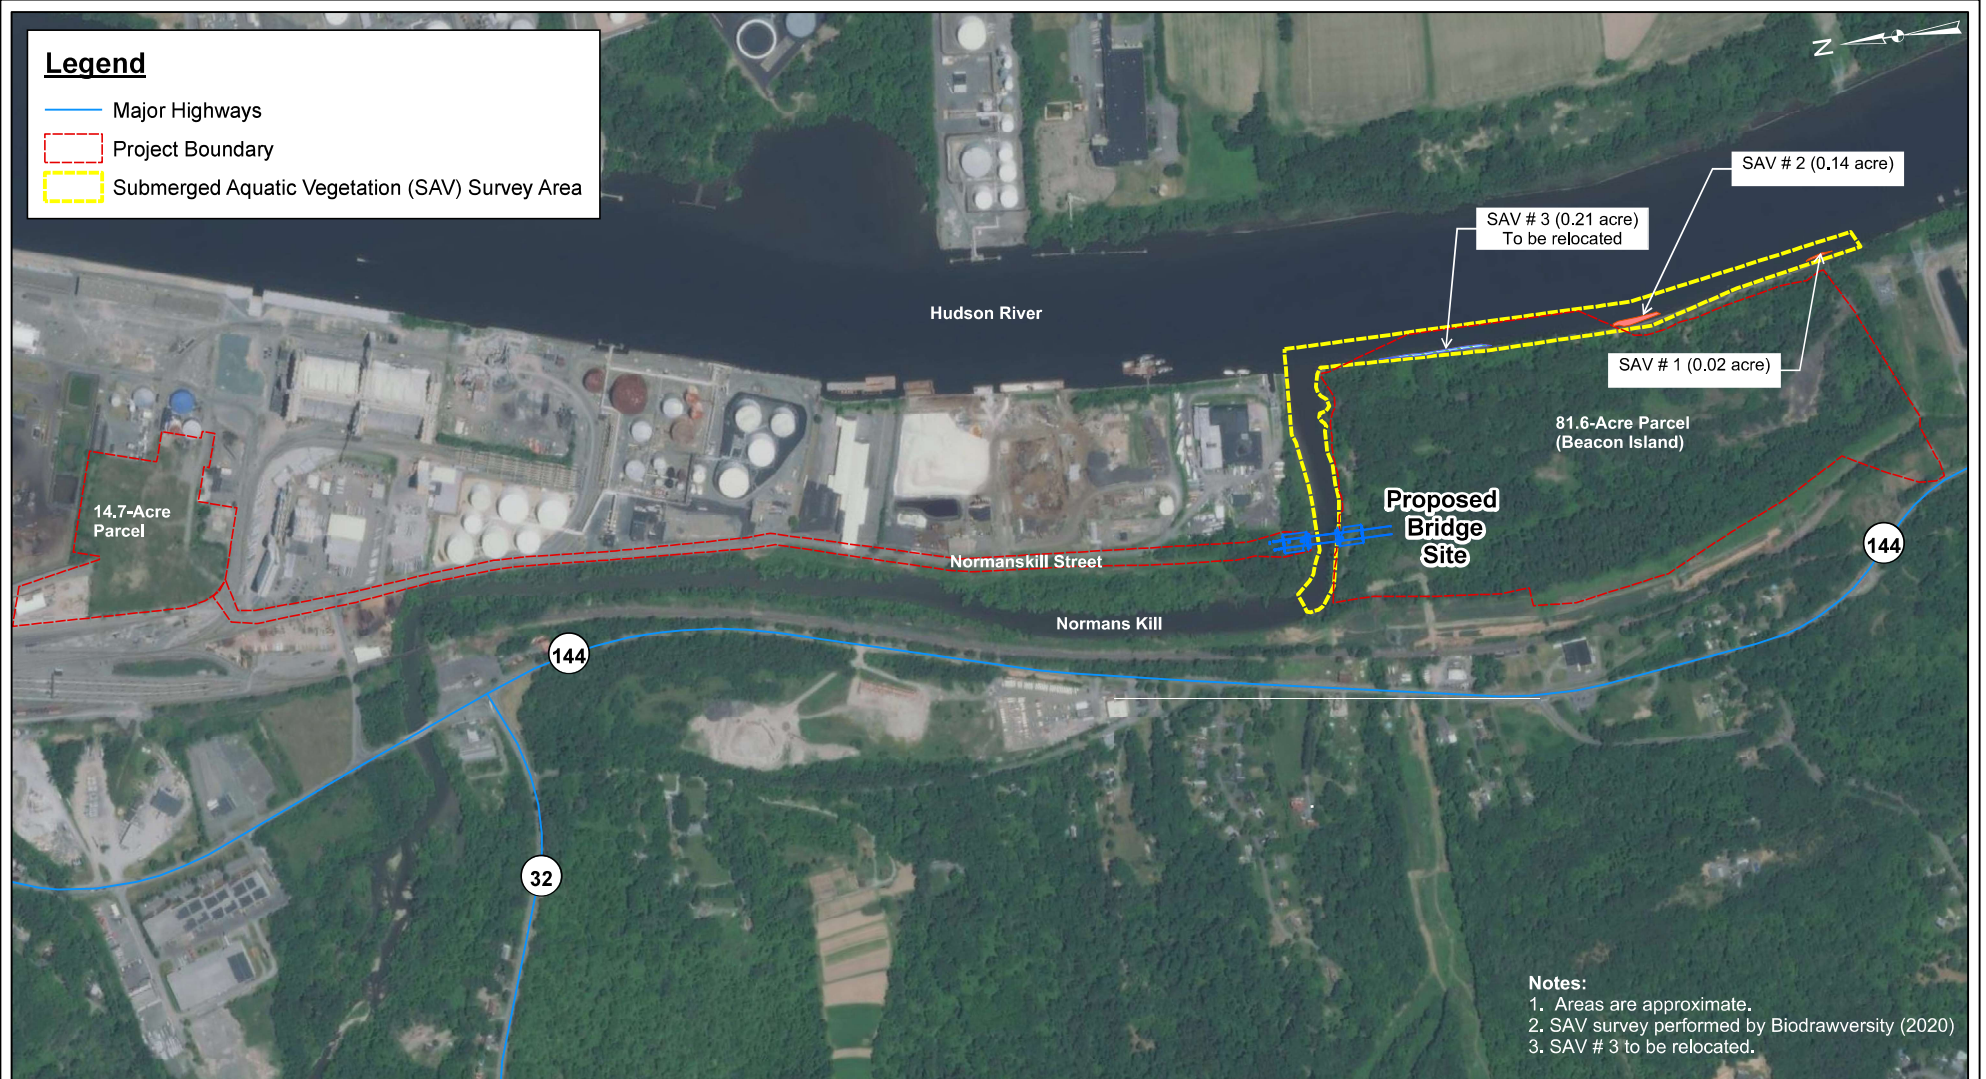 Legend
Major Highways
Project Boundary
Submerged Aquatic Vegetation (SAV) Survey Area
N
SAV # 2 (0.14 acre)
SAV # 3 (0.21 acre)
To be relocated
Hudson River
SAV # 1 (0.02 acre)
81.6-Acre Parcel
(Beacon Island)
14.7-Acre
Parcel
Proposed
Bridge
Site
Normanskill Street
Normans Kill
144
144
32
Notes:
1. Areas are approximate.
2. SAV survey performed by Biodrawversity (2020)
3. SAV # 3 to be relocated.